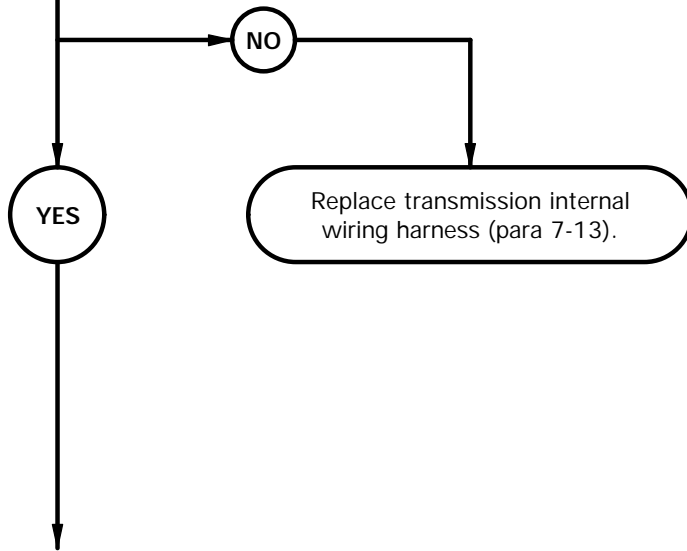 NO
YES
Replace transmission internal
wiring harness (para 7-13).